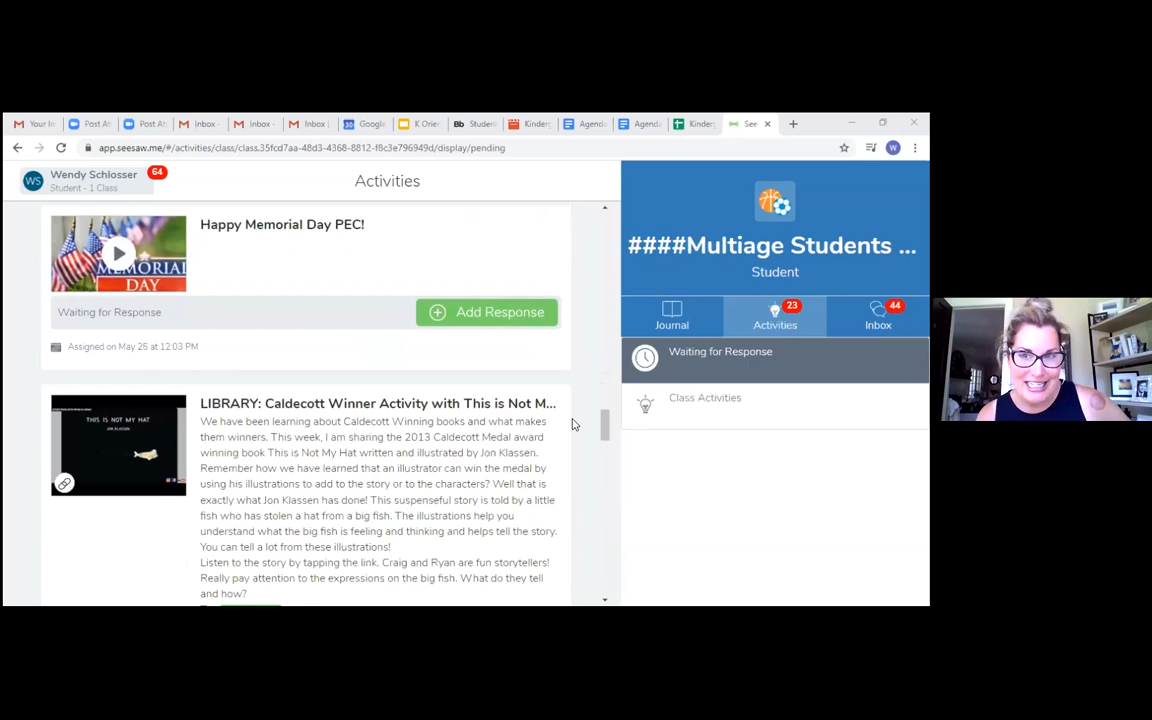 Your In
Post At
Post At
Inbox -
Inbox -
Inbox (
Google
K Orier
Bb Studen
Kinderg
Agenda
Agenda
Kinderg
See
app.seesaw.me/#/activities/class/class.35fcd7aa-48d3-4368-8812-f8c3e796949d/display/pending
W
WS Wendy Schlosser 64
Student - 1 Class
Activities
Happy Memorial Day PEC!
MEMORIAL
DAY
Waiting for Response
Add Response
Assigned on May 25 at 12:03 PM
THIS IS NOT MY HAT
JON KLASSEN
LIBRARY: Caldecott Winner Activity with This is Not M...
We have been learning about Caldecott Winning books and what makes
them winners. This week, I am sharing the 2013 Caldecott Medal award
winning book This is Not My Hat written and illustrated by Jon Klassen.
Remember how we have learned that an illustrator can win the medal by
using his illustrations to add to the story or to the characters? Well that is
exactly what Jon Klassen has done! This suspenseful story is told by a little
fish who has stolen a hat from a big fish. The illustrations help you
understand what the big fish is feeling and thinking and helps tell the story.
You can tell a lot from these illustrations!
Listen to the story by tapping the link. Craig and Ryan are fun storytellers!
Really pay attention to the expressions on the big fish. What do they tell
and how?
####Multiage Students ...
Student
Journal
23
Activities
44
Inbox
Waiting for Response
Class Activities